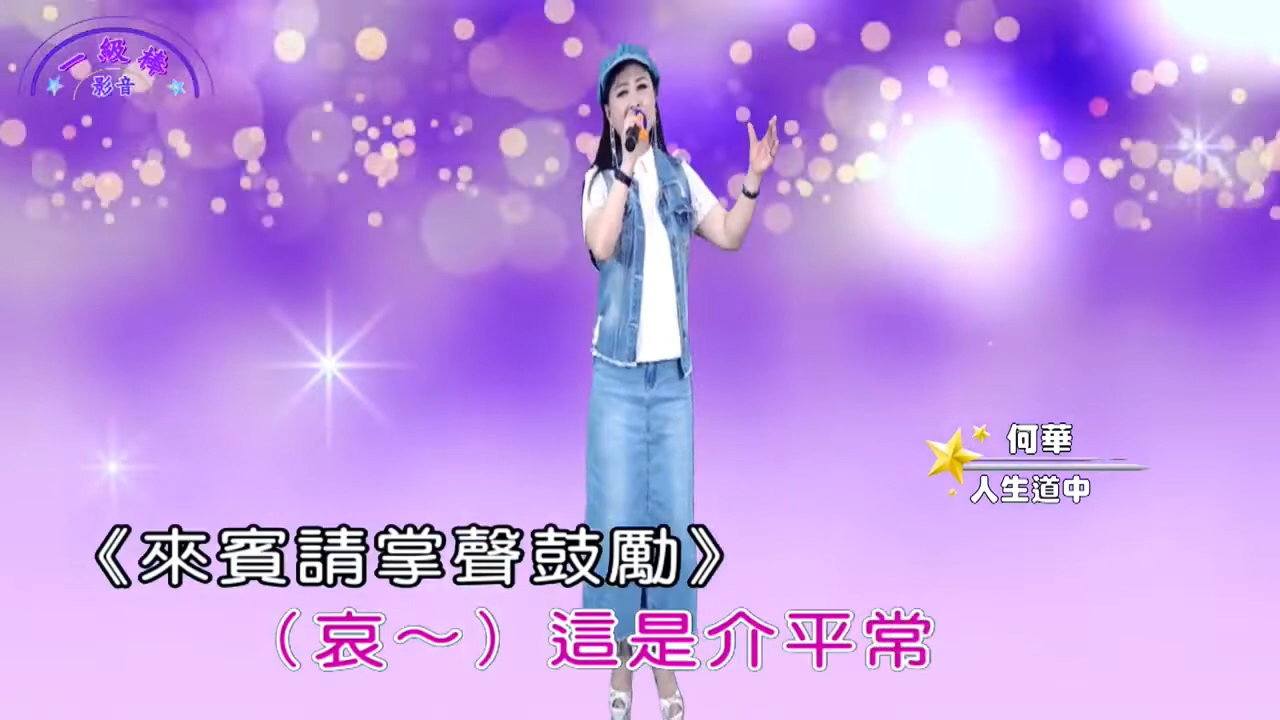 一級棒
影音
何華
人生道中
《來賓請掌聲鼓勵》
（哀～）這是介平常